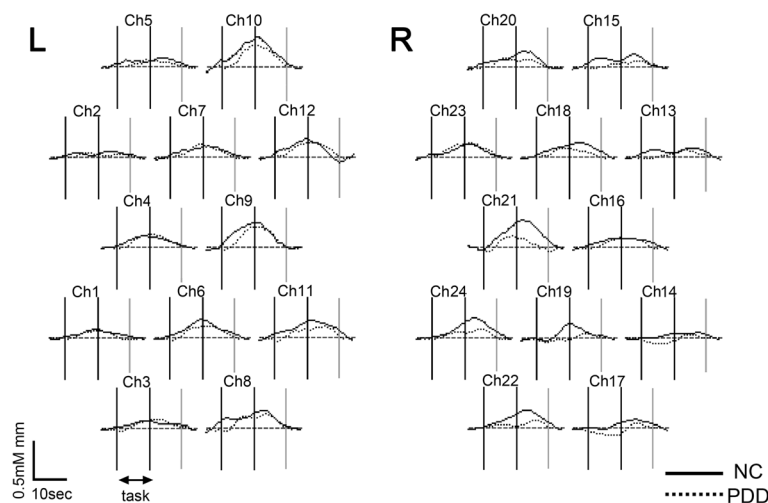 Ch5 Ch10 Ch20 Ch15
L R
Ch2 Ch7 Ch12 Ch23 Ch18 Ch13
Ch4 Ch9 Ch21 Ch16
Ch1 Ch6 Ch11 Ch24 Ch19 Ch14
Ch3 Ch8 Ch22 Ch17
0.5mM mm
10sec
task
NC
PDD